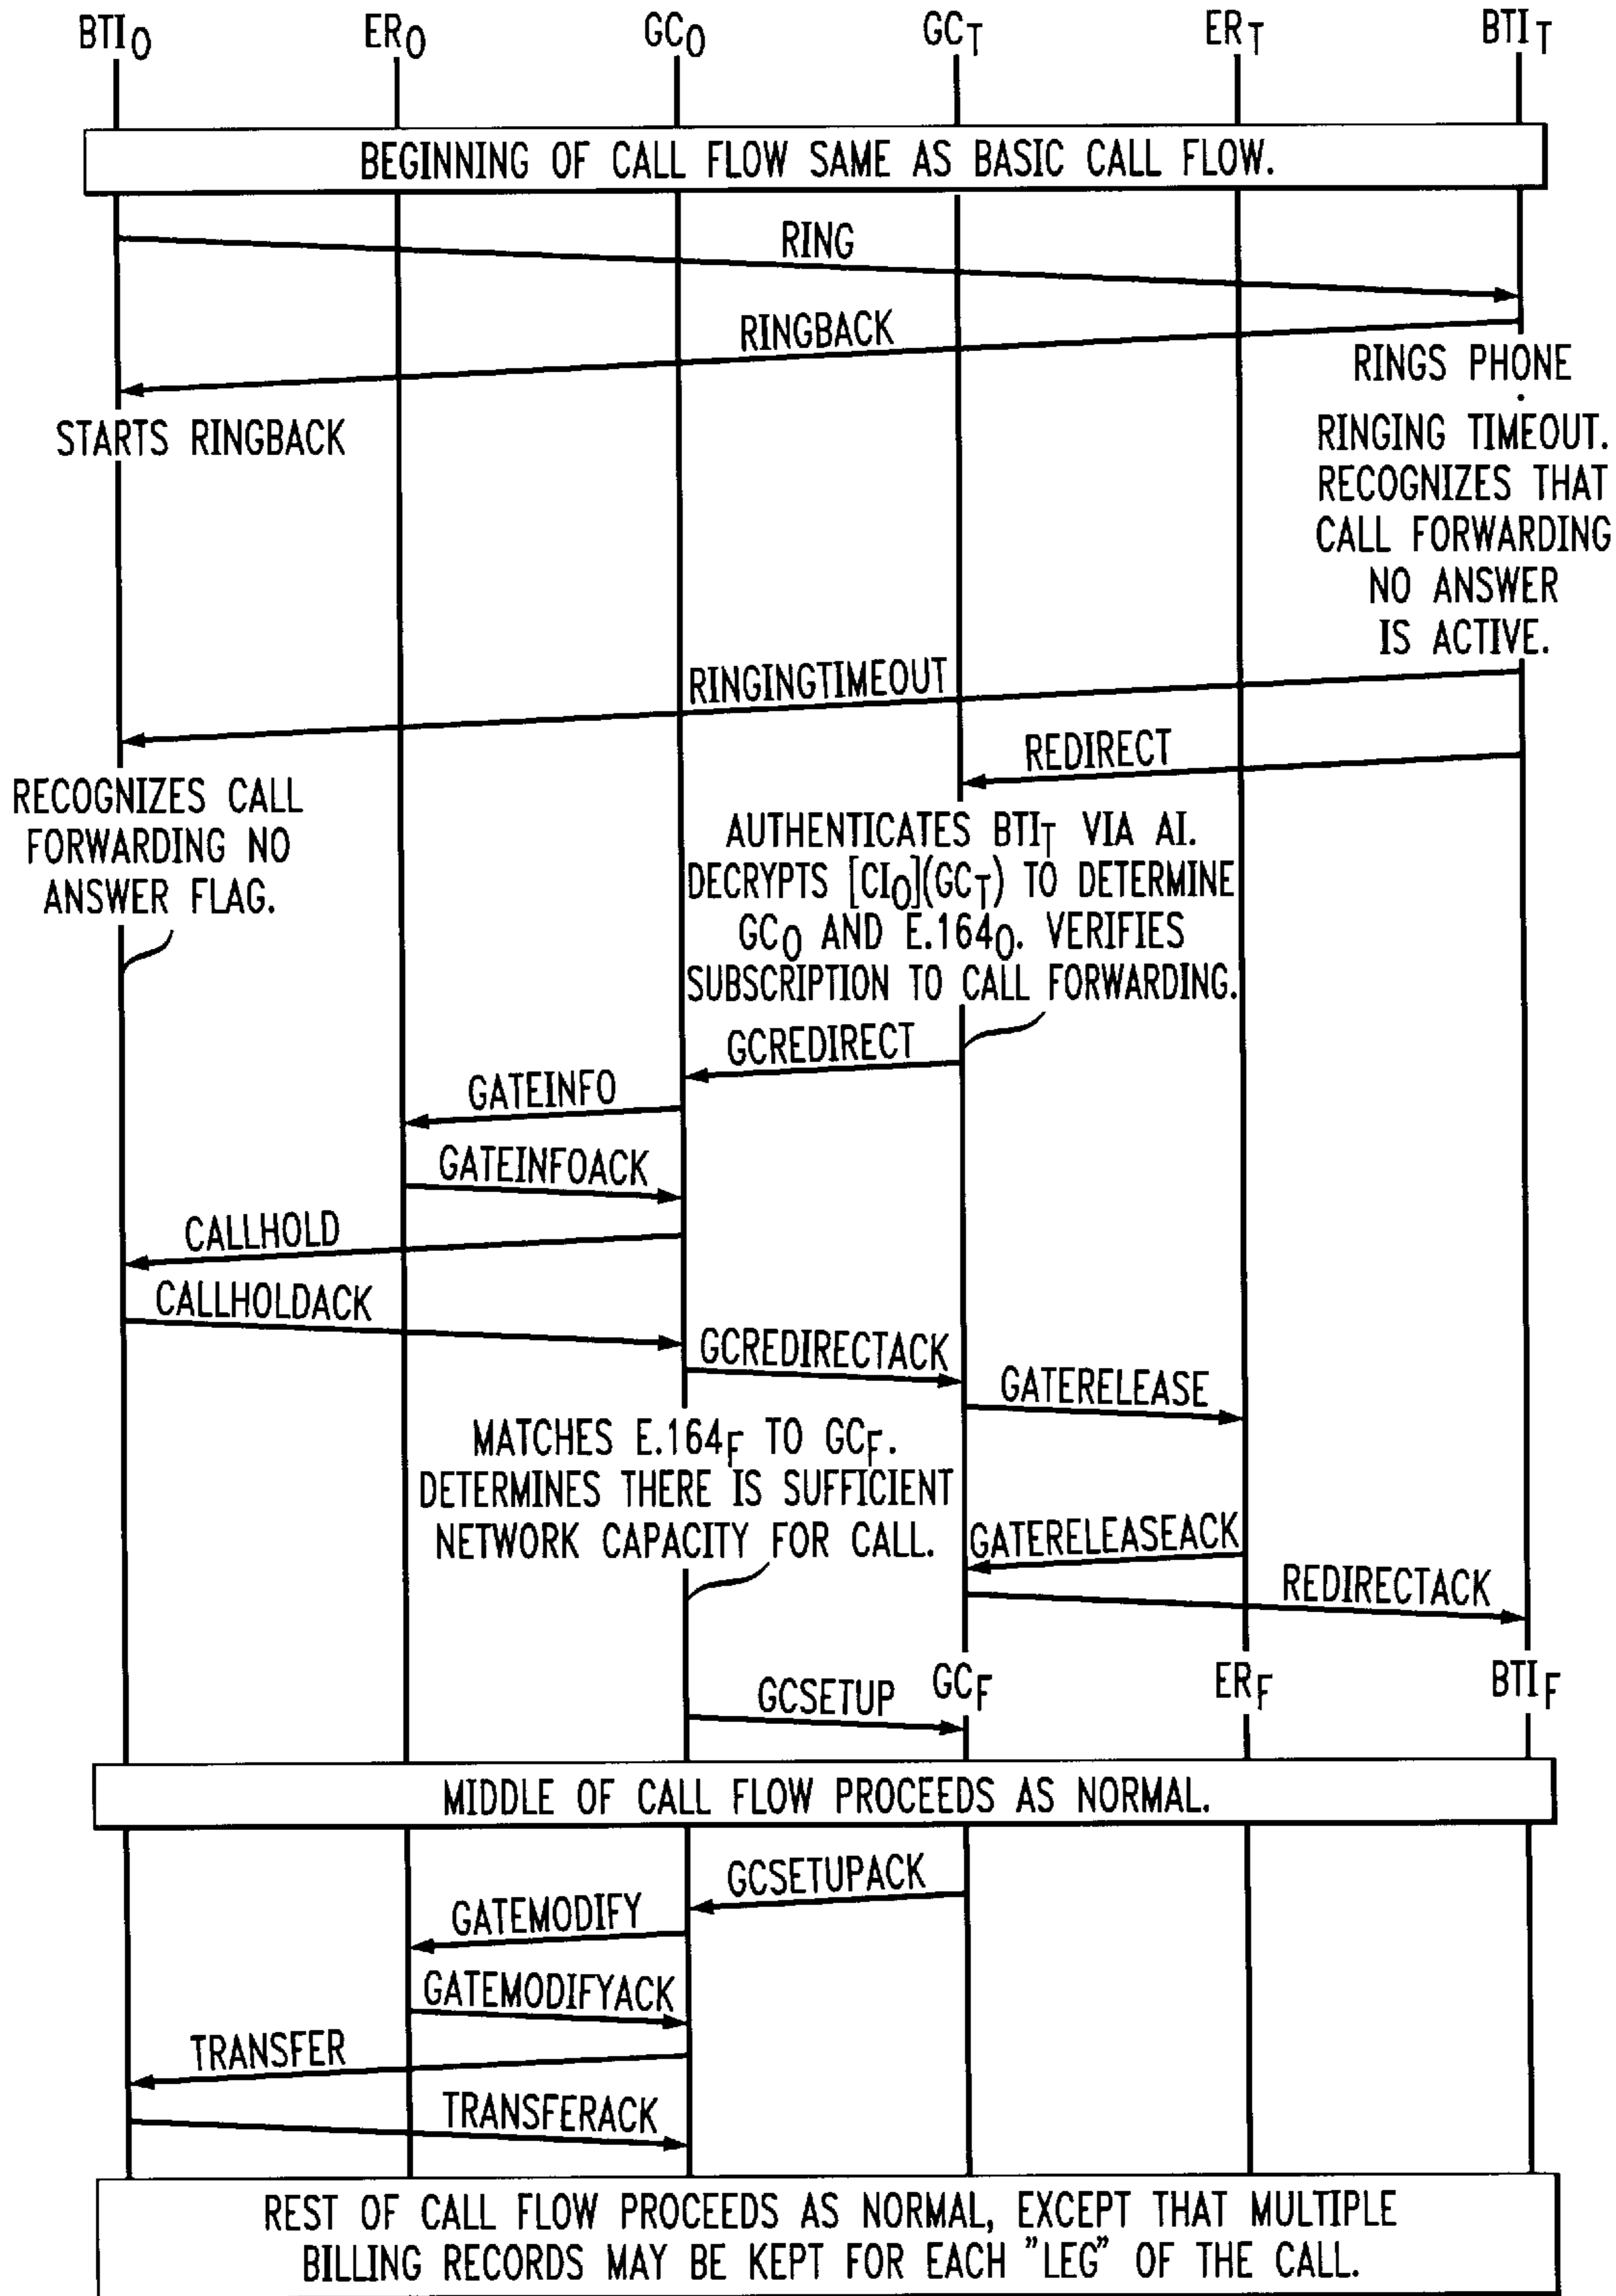 BTIO ERO GCO GCT ERT BTIT
BEGINNING OF CALL FLOW SAME AS BASIC CALL FLOW.
RING
RINGBACK
RINGS PHONE
.
STARTS RINGBACK
RINGING TIMEOUT.
RECOGNIZES THAT
CALL FORWARDING
NO ANSWER
IS ACTIVE.
RINGINGTIMEOUT
REDIRECT
RECOGNIZES CALL
FORWARDING NO
ANSWER FLAG.
AUTHENTICATES BTIT VIA AI.
DECRYPTS [CIO](GCT) TO DETERMINE
GCO AND E.164O. VERIFIES
SUBSCRIPTION TO CALL FORWARDING.
GCREDIRECT
GATEINFO
GATEINFOACK
CALLHOLD
CALLHOLDACK
GCREDIRECTACK
GATERELEASE
MATCHES E.164F TO GCF.
DETERMINES THERE IS SUFFICIENT
NETWORK CAPACITY FOR CALL.
GATERELEASEACK
REDIRECTACK
GCSETUP
GCF ERF BTIF
MIDDLE OF CALL FLOW PROCEEDS AS NORMAL.
GCSETUPACK
GATEMODIFY
GATEMODIFYACK
TRANSFER
TRANSFERACK
REST OF CALL FLOW PROCEEDS AS NORMAL, EXCEPT THAT MULTIPLE
BILLING RECORDS MAY BE KEPT FOR EACH "LEG" OF THE CALL.